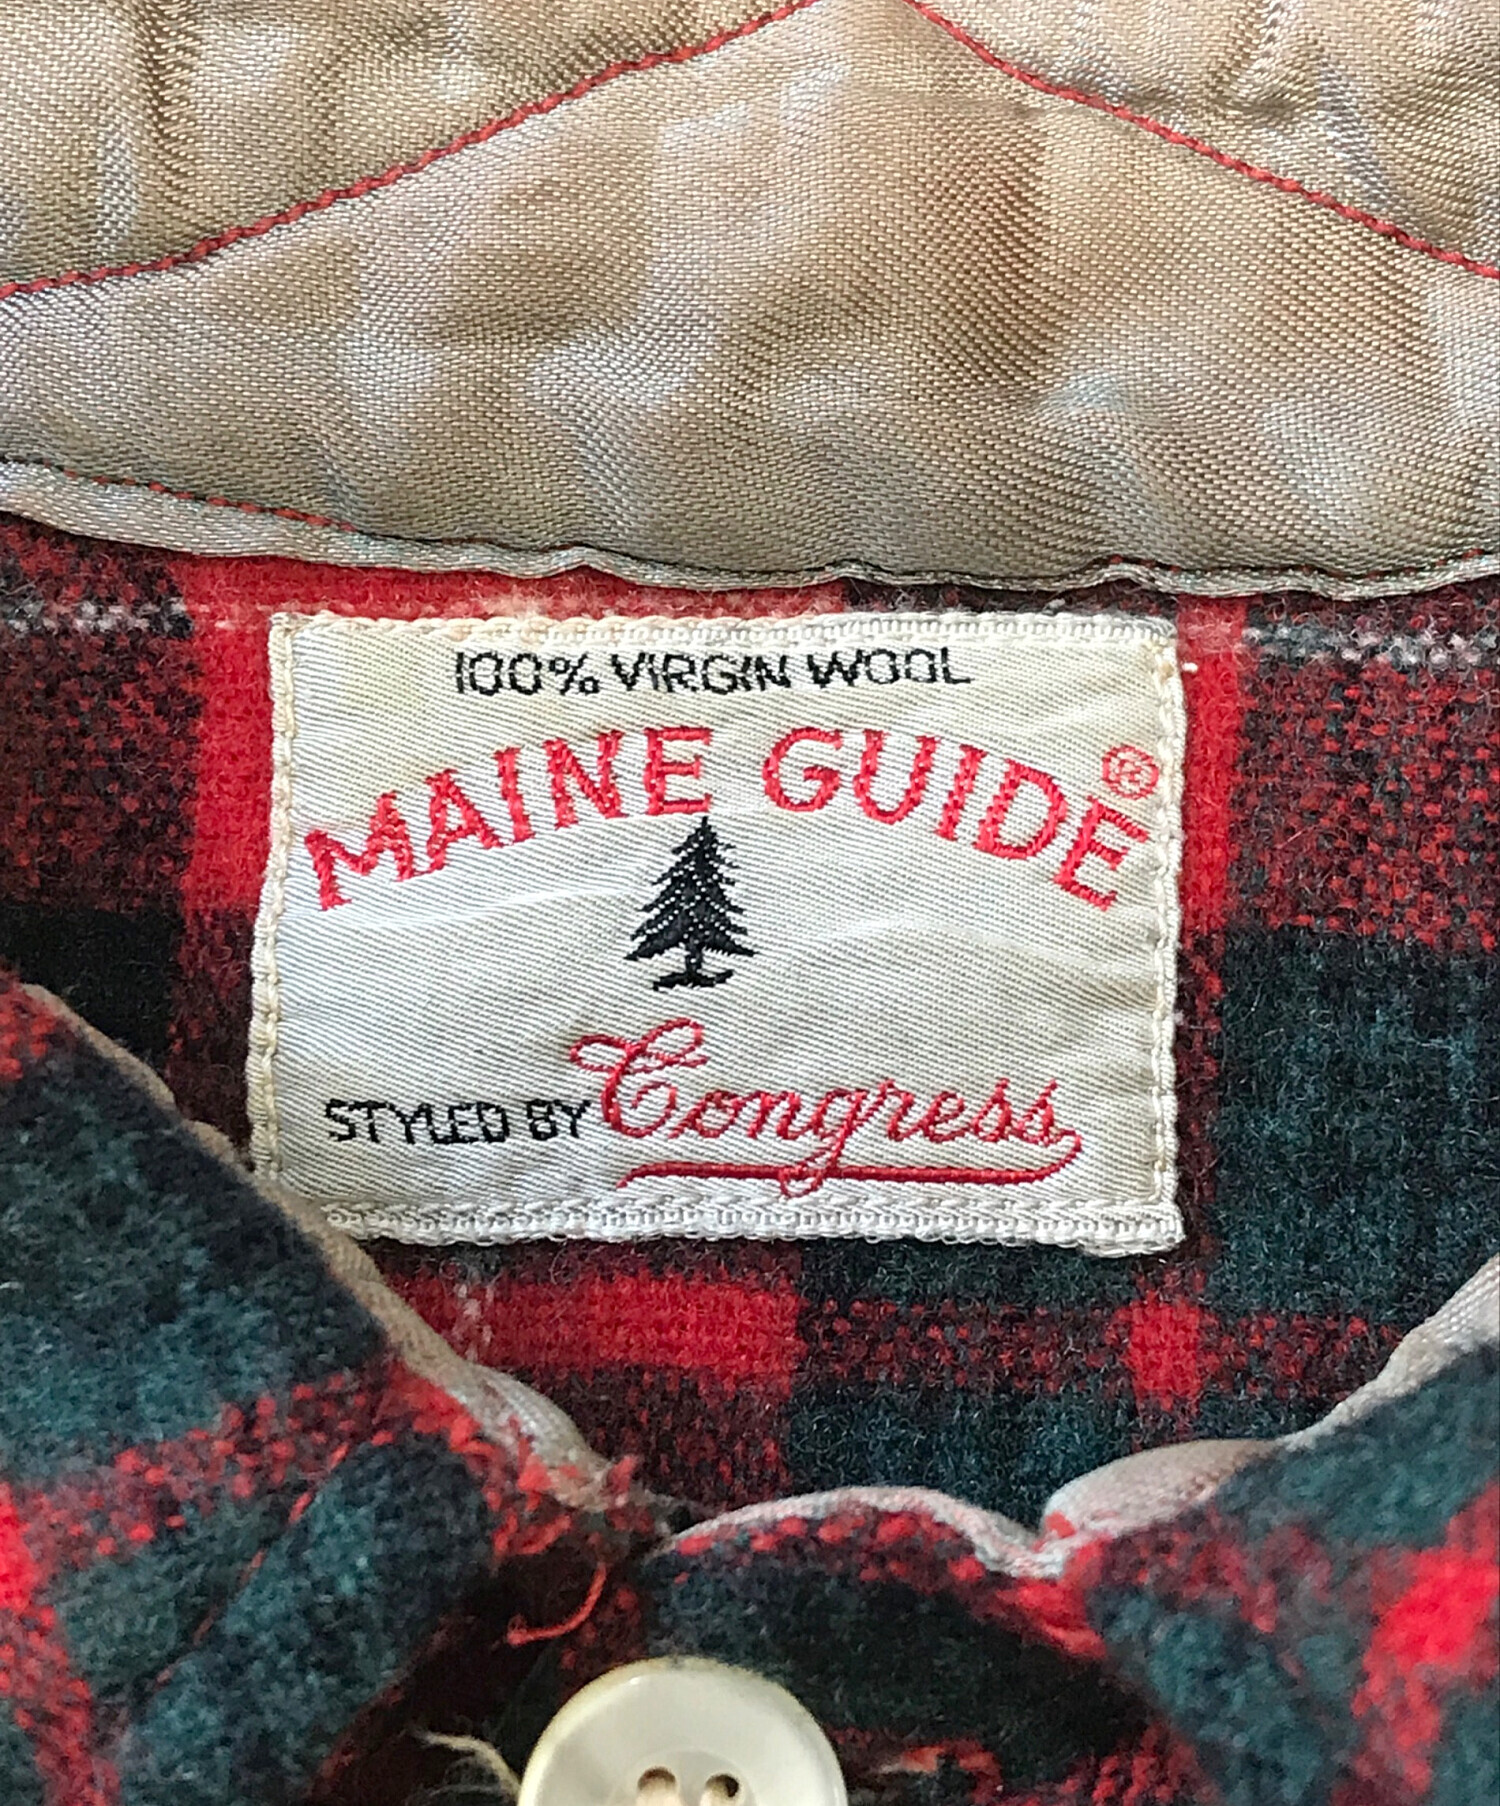 100% VIRGIN WOOL
MAINE GUIDE®
STYLED BY Congress